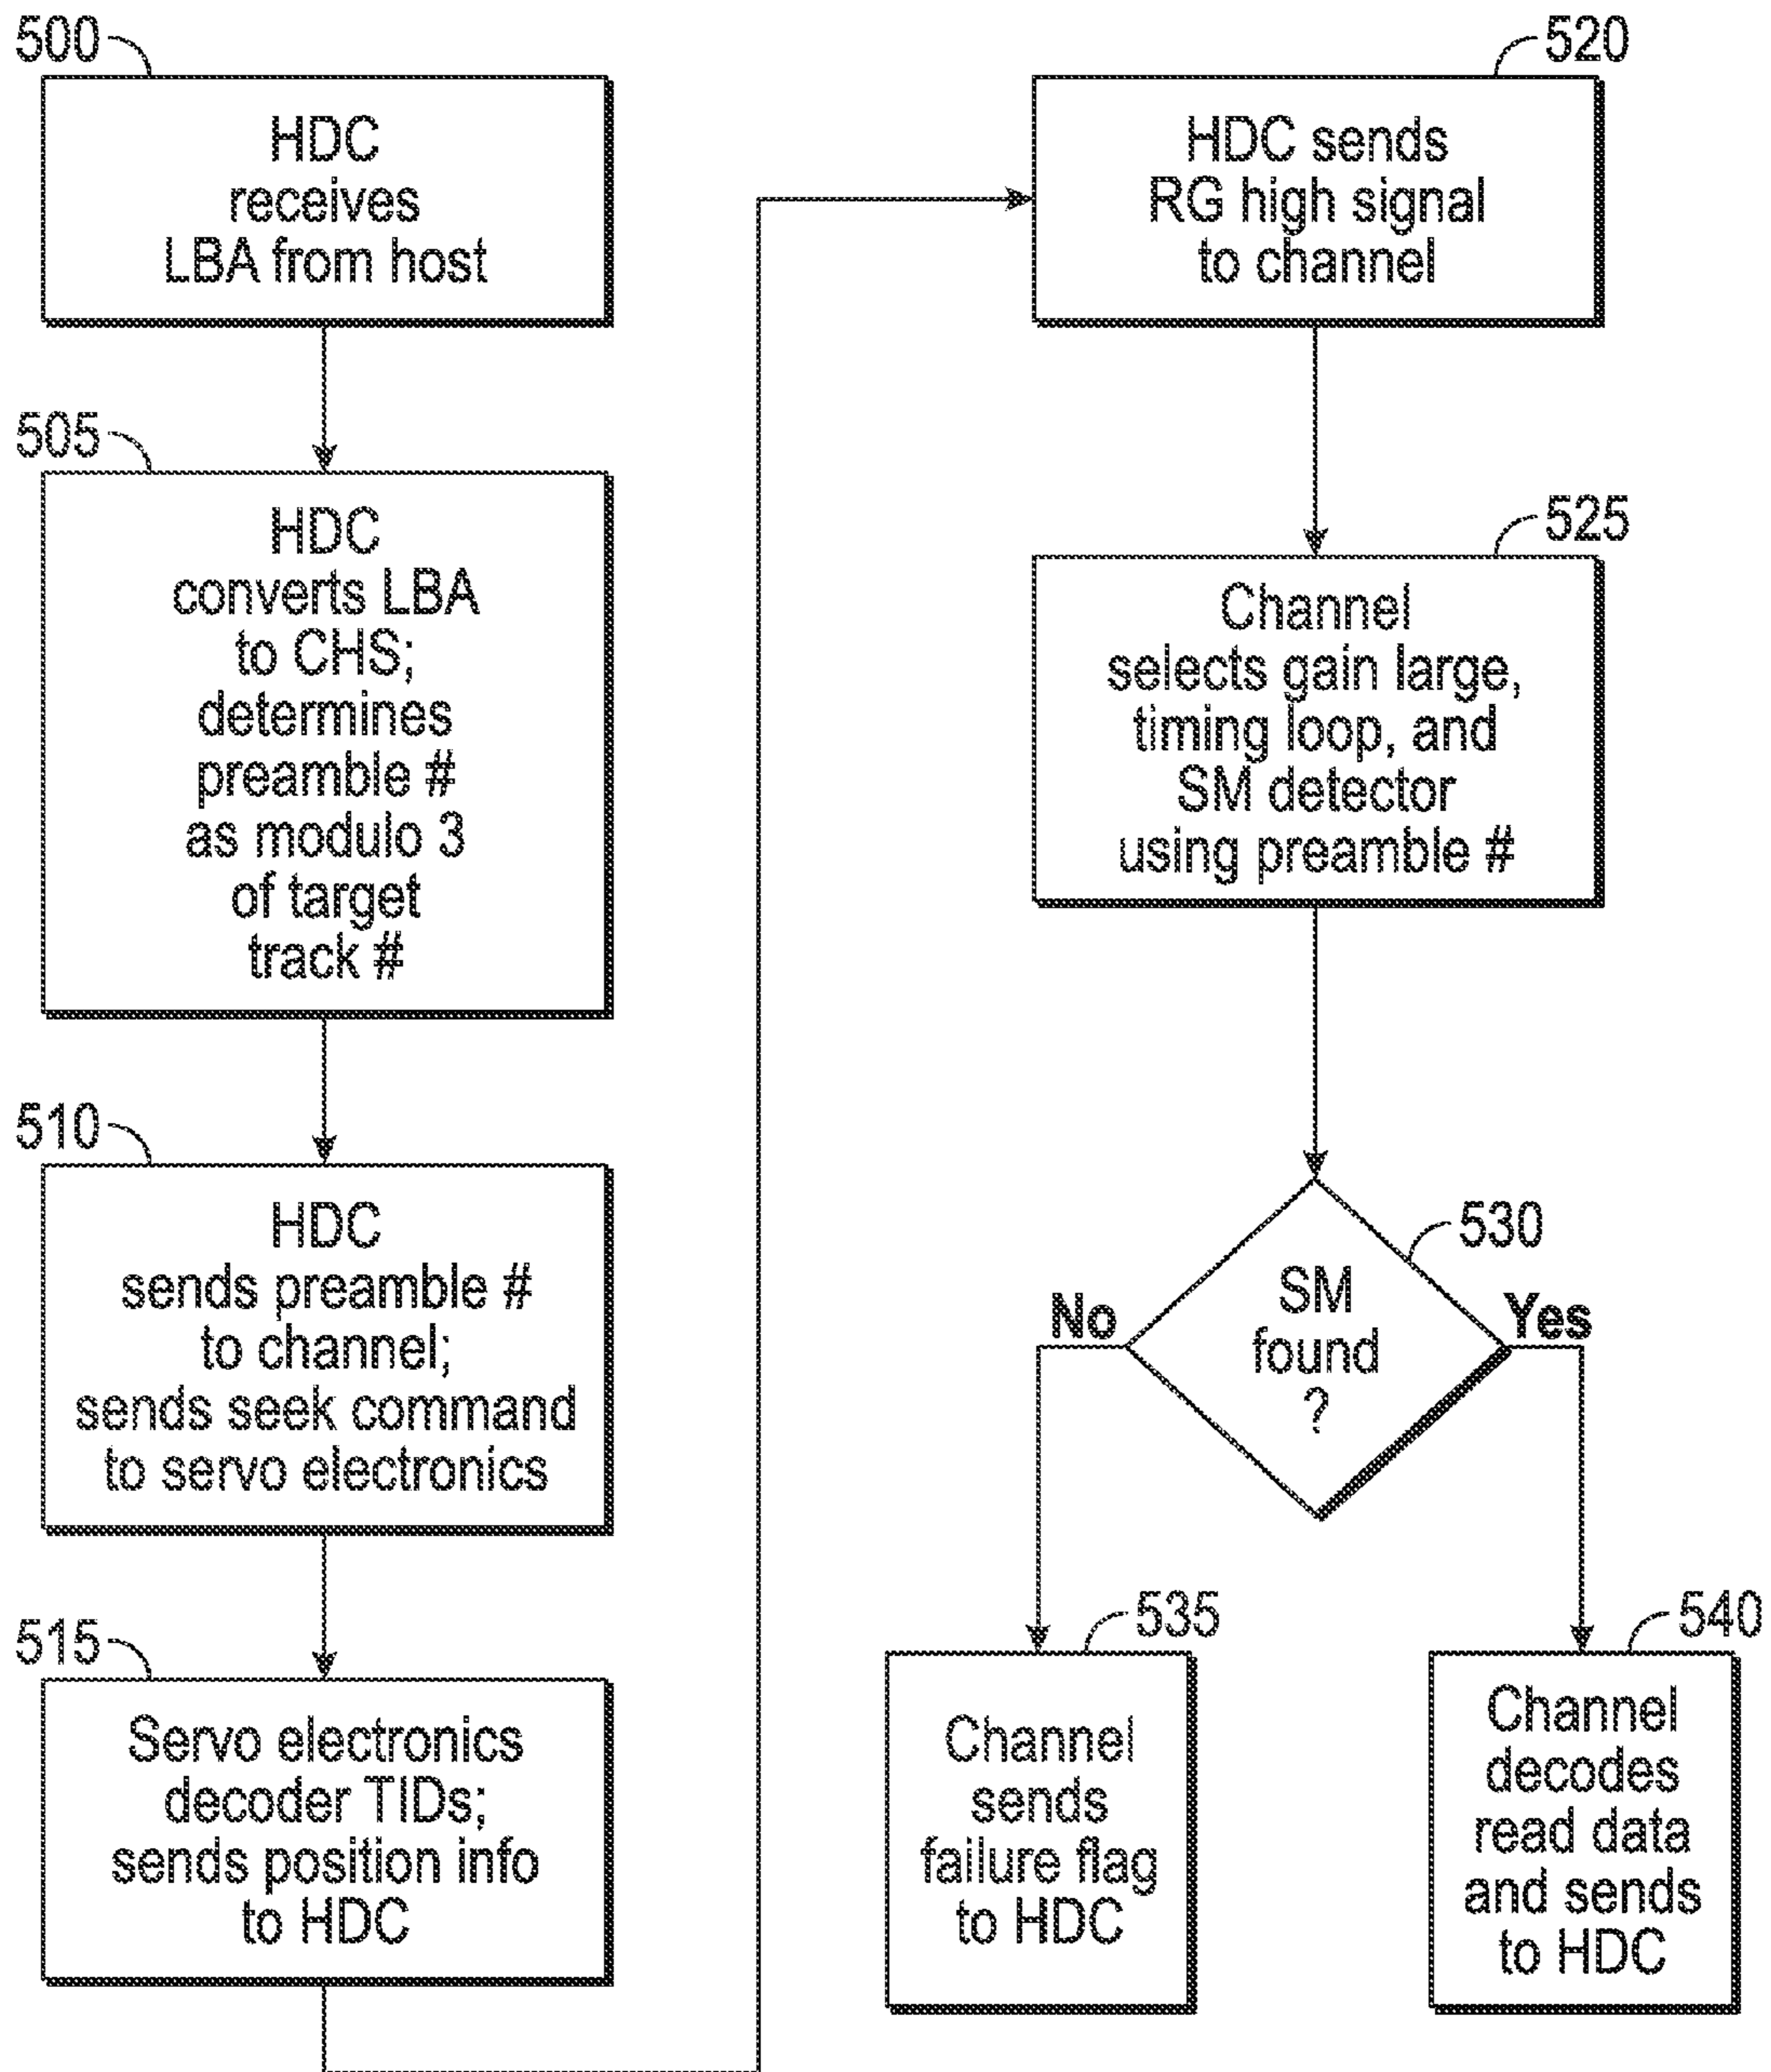 500
HDC
receives
LBA from host
505
HDC
converts LBA
to CHS;
determines
preamble #
as modulo 3
of target
track #
510
HDC
sends preamble #
to channel;
sends seek command
to servo electronics
515
Servo electronics
decoder TIDs;
sends position info
to HDC
520
HDC sends
RG high signal
to channel
525
Channel
selects gain large,
timing loop, and
SM detector
using preamble #
530
SM
found
?
No
Yes
535
Channel
sends
failure flag
to HDC
540
Channel
decodes
read data
and sends
to HDC